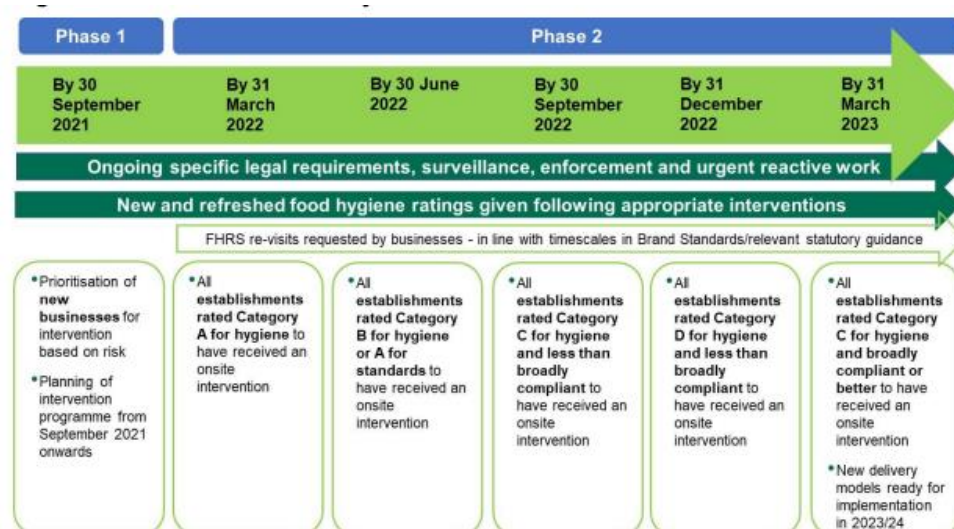 Phase 1
Phase 2
By 30
September
2021
By 31
March
2022
By 30 June
2022
By 30
September
2022
By 31
December
2022
By 31
March
2023
Ongoing specific legal requirements, surveillance, enforcement and urgent reactive work
New and refreshed food hygiene ratings given following appropriate interventions
FHRS re-visits requested by businesses - in line with timescales in Brand Standards/relevant statutory guidance
•Prioritisation of
new
businesses for
intervention
based on risk
•Planning of
intervention
programme from
September 2021
onwards
•All
establishments
rated Category
A for hygiene to
have received an
onsite
intervention
•All
establishments
rated Category
B for hygiene
or A for
standards to
have received an
onsite
intervention
•All
establishments
rated Category
C for hygiene
and less than
broadly
compliant to
have received an
onsite
intervention
•All
establishments
rated Category
D for hygiene
and less than
broadly
compliant to
have received an
onsite
intervention
•All
establishments
rated Category
C for hygiene
and broadly
compliant or
better to have
received an
onsite
intervention
•New delivery
models ready for
implementation
in 2023/24